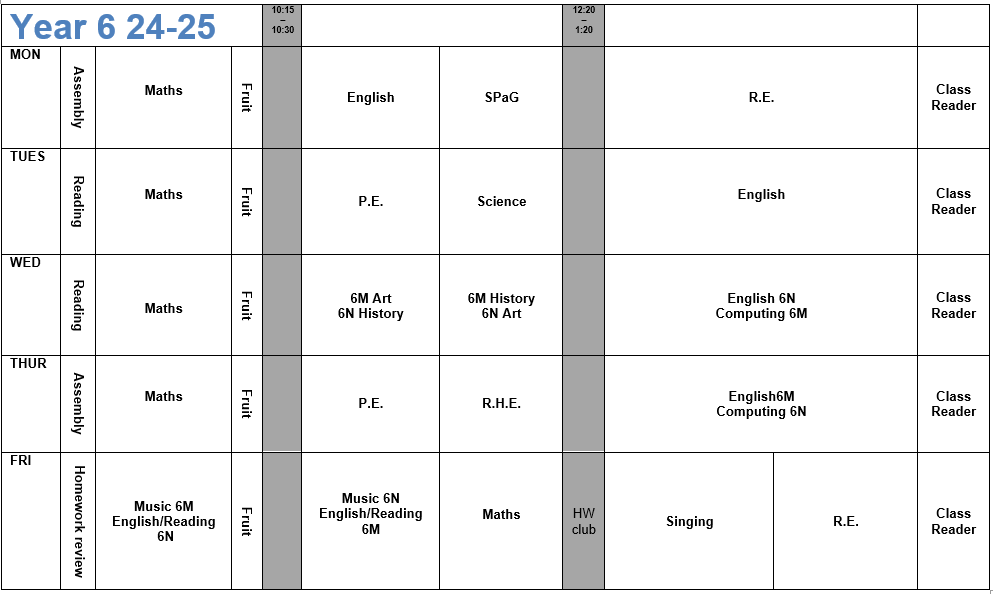 Year 6 24-25
10:15
–
10:30
12:20
–
1:20
MON
Assembly
Maths
Fruit
English
SPaG
R.E.
Class
Reader
TUES
Reading
Maths
Fruit
P.E.
Science
English
Class
Reader
WED
Reading
Maths
Fruit
6M Art
6N History
6M History
6N Art
English 6N
Computing 6M
Class
Reader
THUR
Assembly
Maths
Fruit
P.E.
R.H.E.
English6M
Computing 6N
Class
Reader
FRI
Homework review
Music 6M
English/Reading
6N
Fruit
Music 6N
English/Reading
6M
Maths
HW
club
Singing
R.E.
Class
Reader